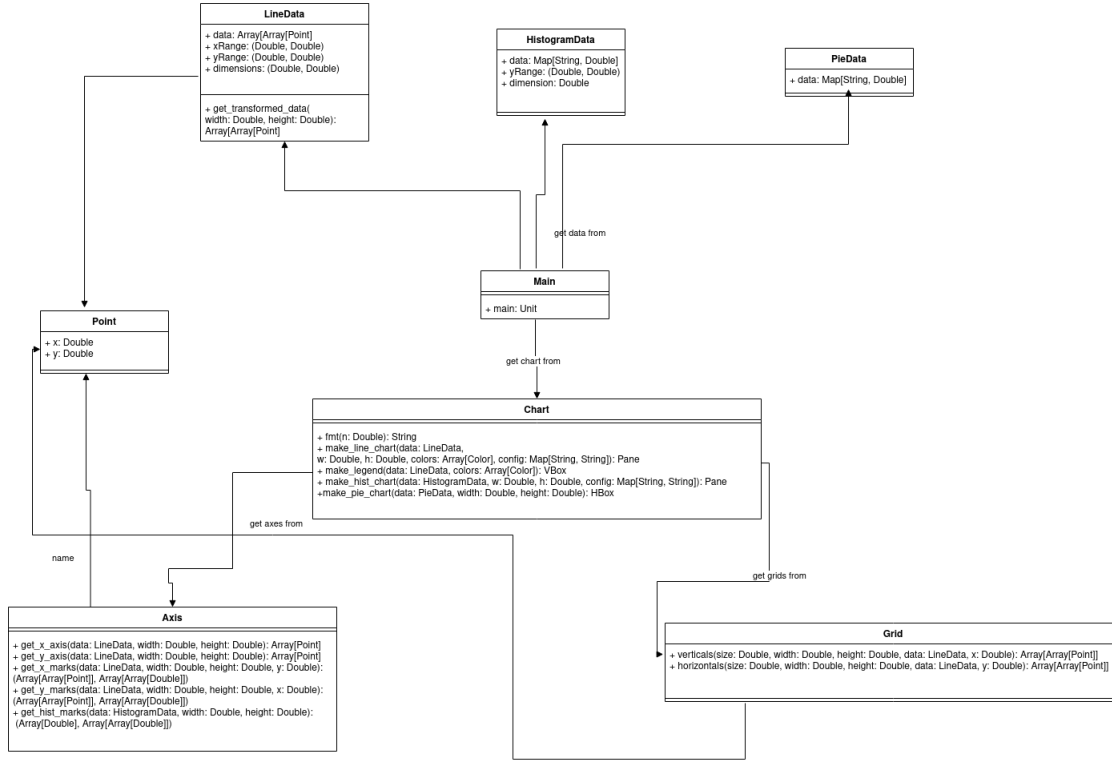 LineData
+ data: Array[Array[Point]
+ xRange: (Double, Double)
+ yRange: (Double, Double)
+ dimensions: (Double, Double)
+ get_transformed_data(
width: Double, height: Double):
Array[Array[Point]
HistogramData
+ data: Map[String, Double]
+ yRange: (Double, Double)
+ dimension: Double
PieData
+ data: Map[String, Double]
get data from
Main
+ main: Unit
get chart from
Point
+ x: Double
+ y: Double
Chart
+ fmt(n: Double): String
+ make_line_chart(data: LineData,
w: Double, h: Double, colors: Array[Color], config: Map[String, String]): Pane
+ make_legend(data: LineData, colors: Array[Color]): VBox
+ make_hist_chart(data: HistogramData, w: Double, h: Double, config: Map[String, String]): Pane
+make_pie_chart(data: PieData, width: Double, height: Double): HBox
get axes from
name
get grids from
Axis
+ get_x_axis(data: LineData, width: Double, height: Double): Array[Point]
+ get_y_axis(data: LineData, width: Double, height: Double): Array[Point]
+ get_x_marks(data: LineData, width: Double, height: Double, y: Double):
(Array[Array[Point]], Array[Array[Double]])
+ get_y_marks(data: LineData, width: Double, height: Double, x: Double):
(Array[Array[Point]], Array[Array[Double]])
+ get_hist_marks(data: HistogramData, width: Double, height: Double):
(Array[Double], Array[Array[Double]])
Grid
+ verticals(size: Double, width: Double, height: Double, data: LineData, x: Double): Array[Array[Point]]
+ horizontals(size: Double, width: Double, height: Double, data: LineData, y: Double): Array[Array[Point]]